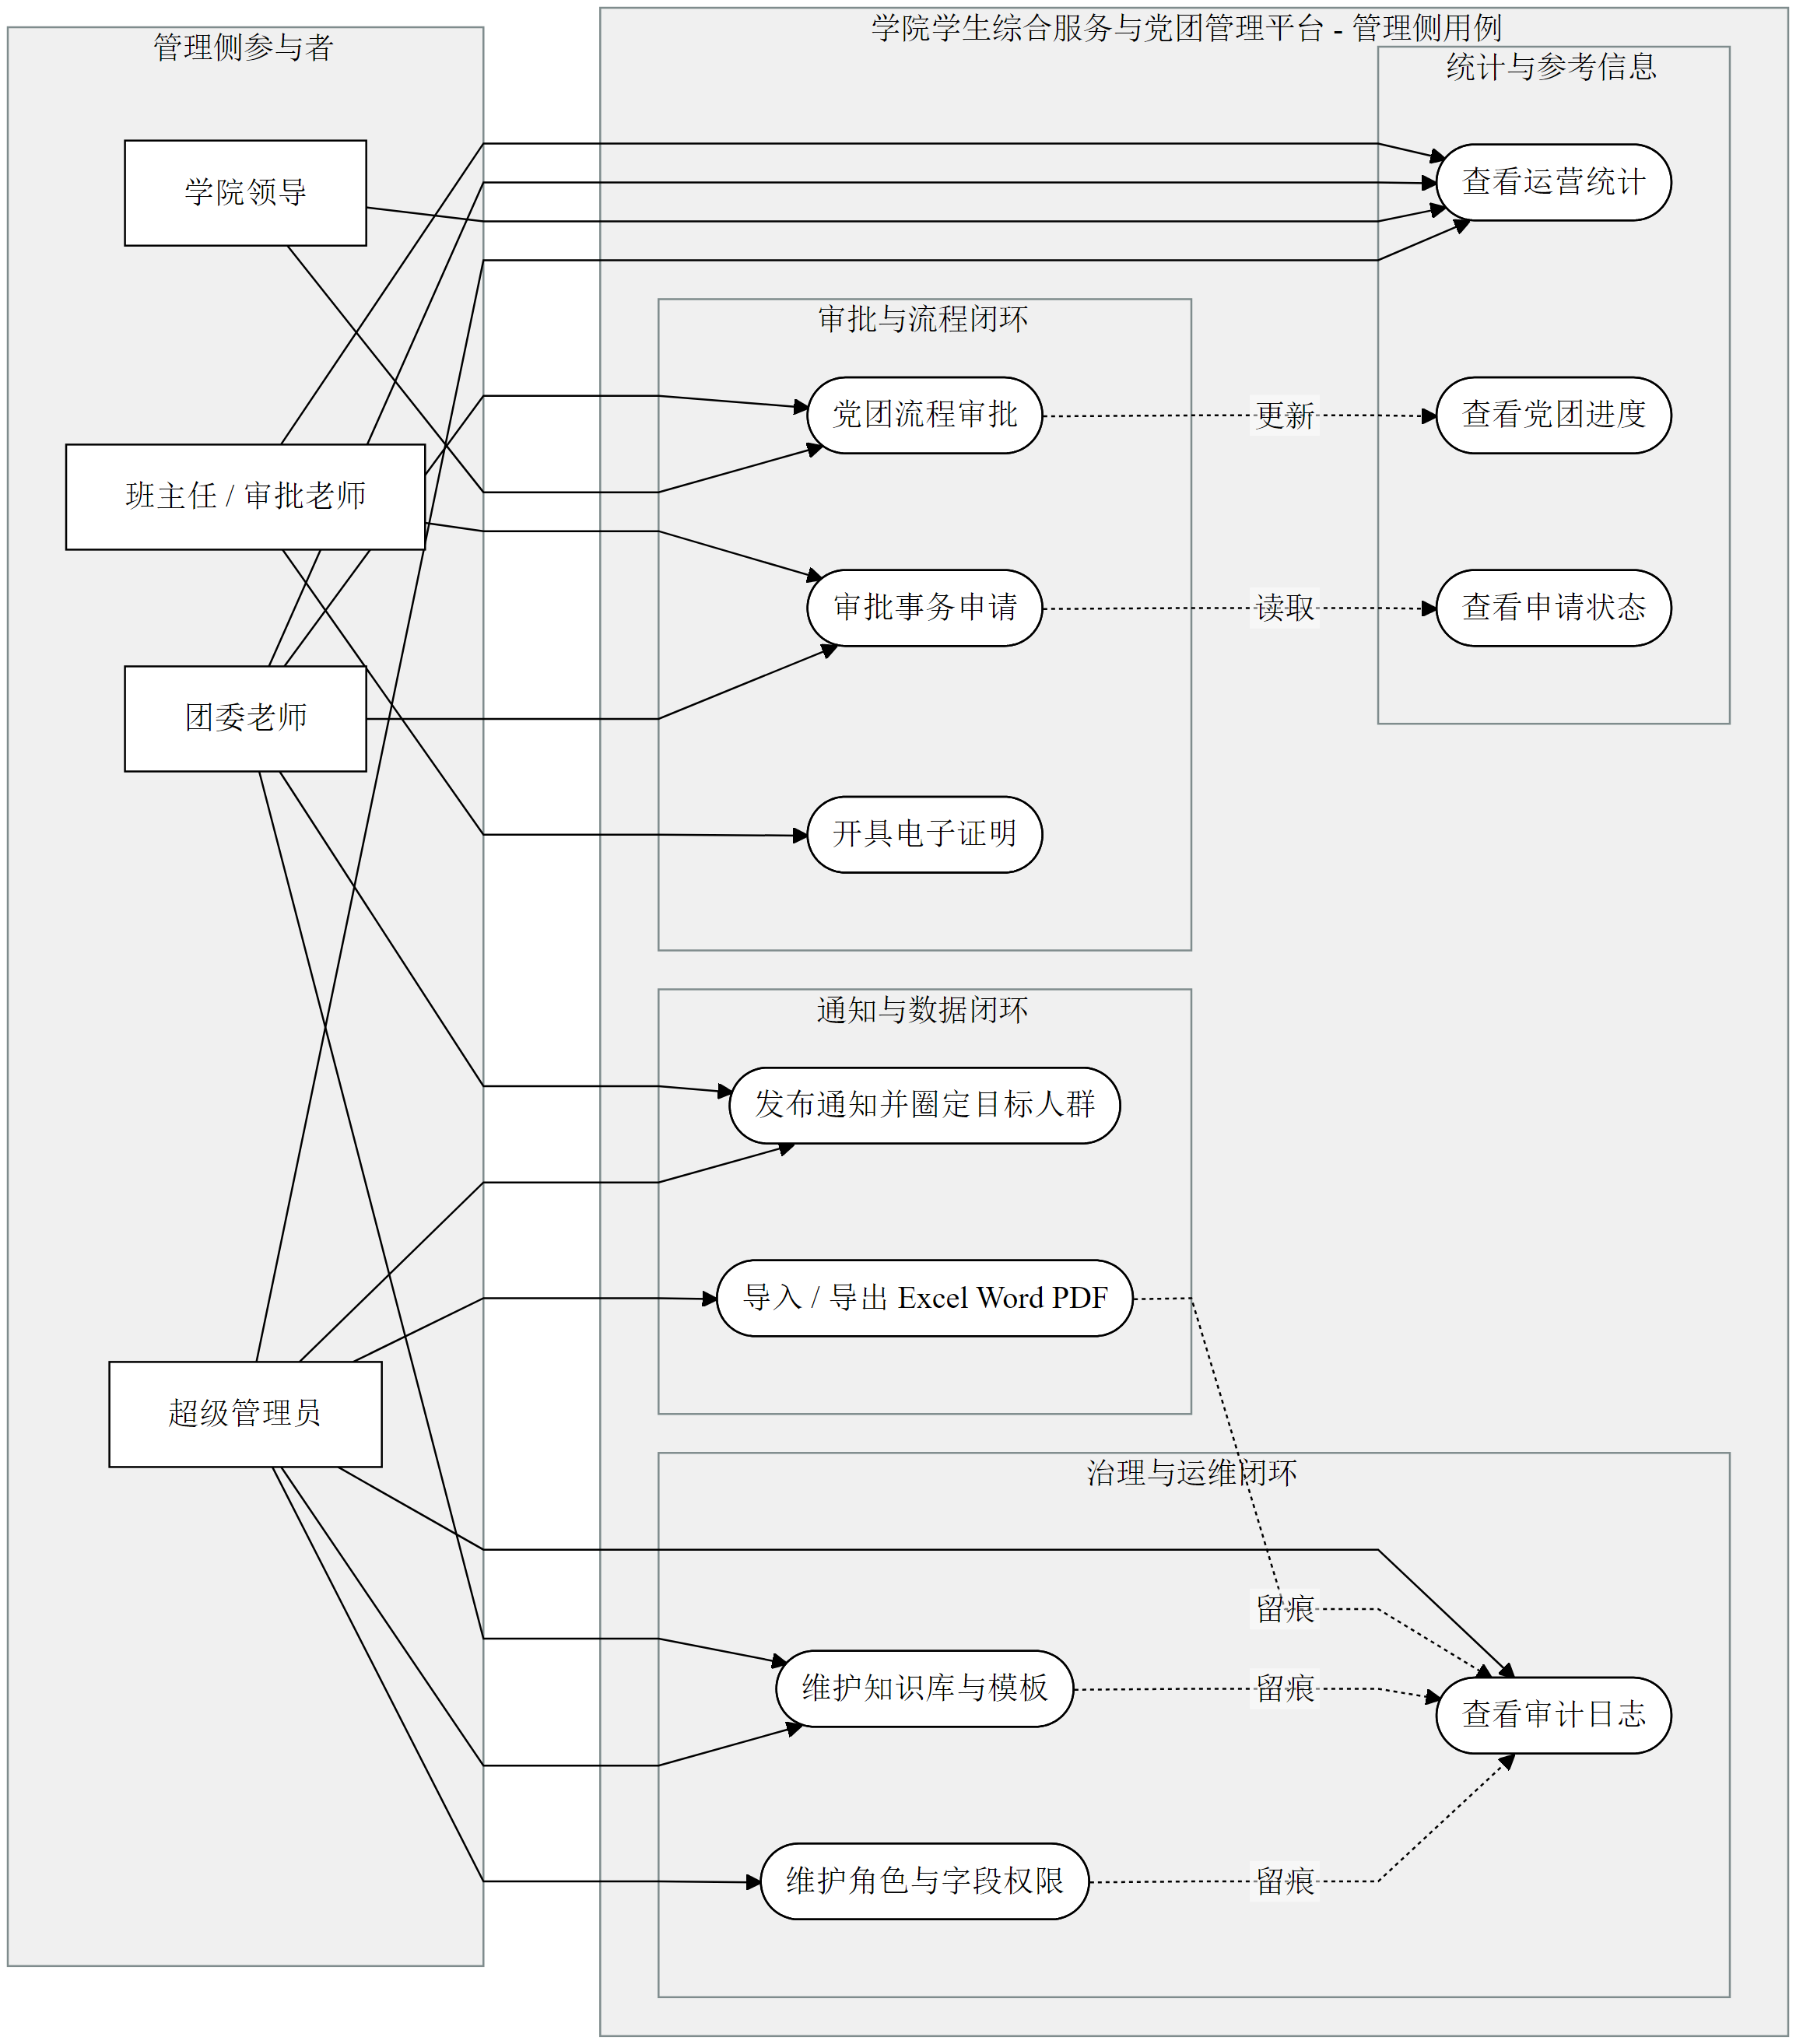 管理侧参与者
学院领导
班主任 / 审批老师
团委老师
超级管理员
学院学生综合服务与党团管理平台 - 管理侧用例
统计与参考信息
查看运营统计
查看党团进度
查看申请状态
审批与流程闭环
党团流程审批
更新
审批事务申请
读取
开具电子证明
通知与数据闭环
发布通知并圈定目标人群
导入 / 导出 Excel Word PDF
治理与运维闭环
留痕
维护知识库与模板
留痕
查看审计日志
维护角色与字段权限
留痕